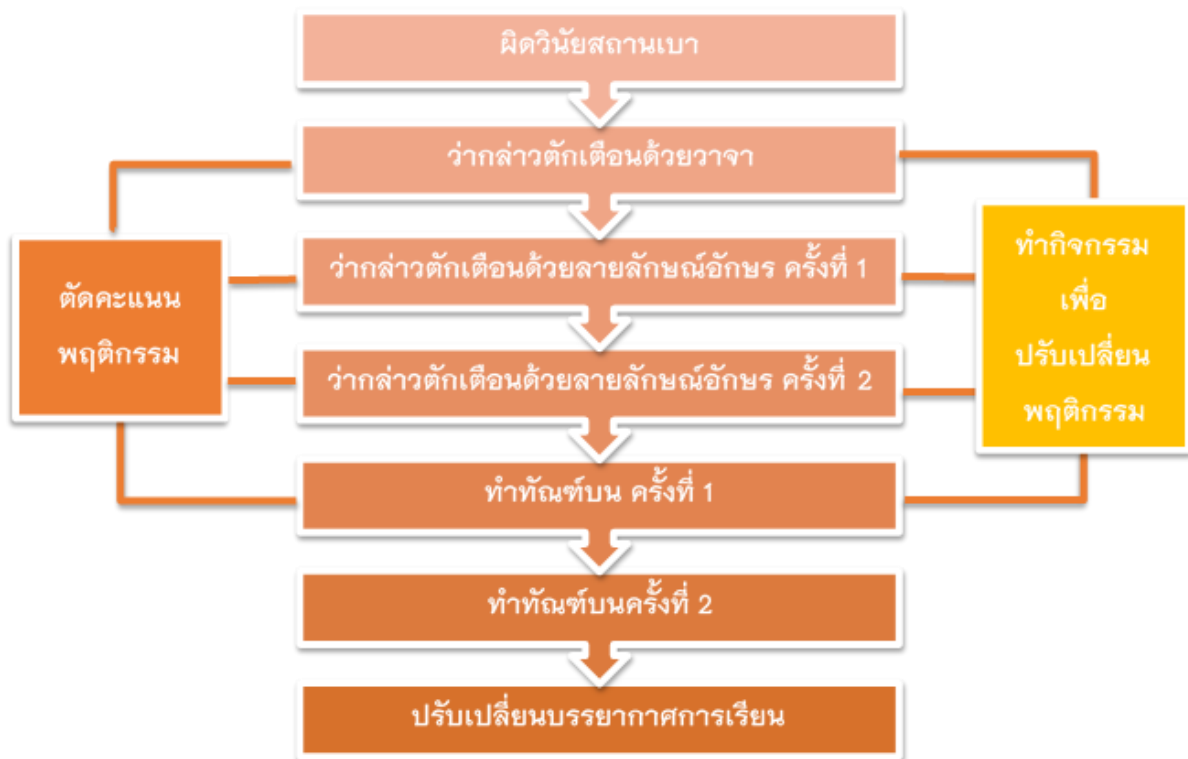 ผิดวินัยสถานเบา
ว่ากล่าวตักเตือนด้วยวาจา
ว่ากล่าวตักเตือนด้วยลายลักษณ์อักษร ครั้งที่ 1
ว่ากล่าวตักเตือนด้วยลายลักษณ์อักษร ครั้งที่ 2
ทำทัณฑ์บน ครั้งที่ 1
ทำทัณฑ์บนครั้งที่ 2
ปรับเปลี่ยนบรรยากาศการเรียน
ตัดคะแนน
พฤติกรรม
ทำกิจกรรม
เพื่อ
ปรับเปลี่ยน
พฤติกรรม